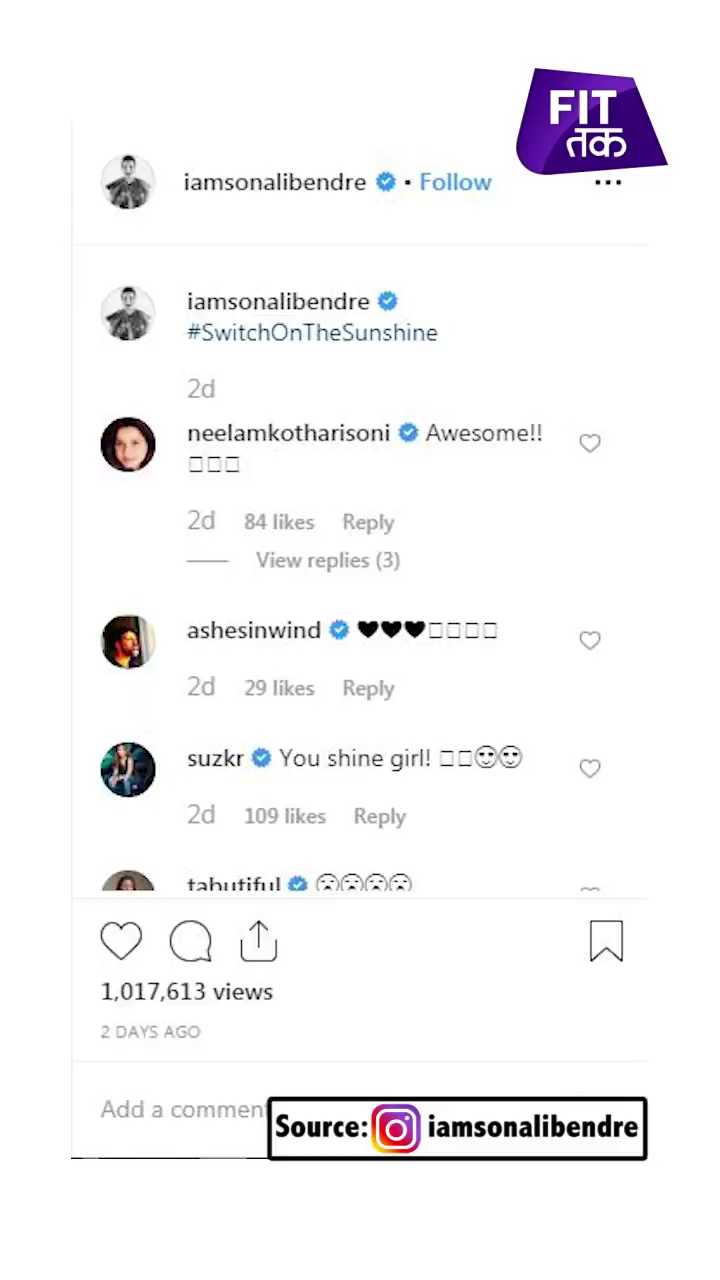 FIT
तक
iamsonalibendre • Follow
iamsonalibendre
#SwitchOnTheSunshine
2d
neelamkotharisoni Awesome!!
2d 84 likes Reply
View replies (3)
ashesinwind 🖤🖤🖤
2d 29 likes Reply
suzkr You shine girl!
2d 109 likes Reply
tabutiful
1,017,613 views
2 DAYS AGO
Add a comment
Source: iamsonalibendre